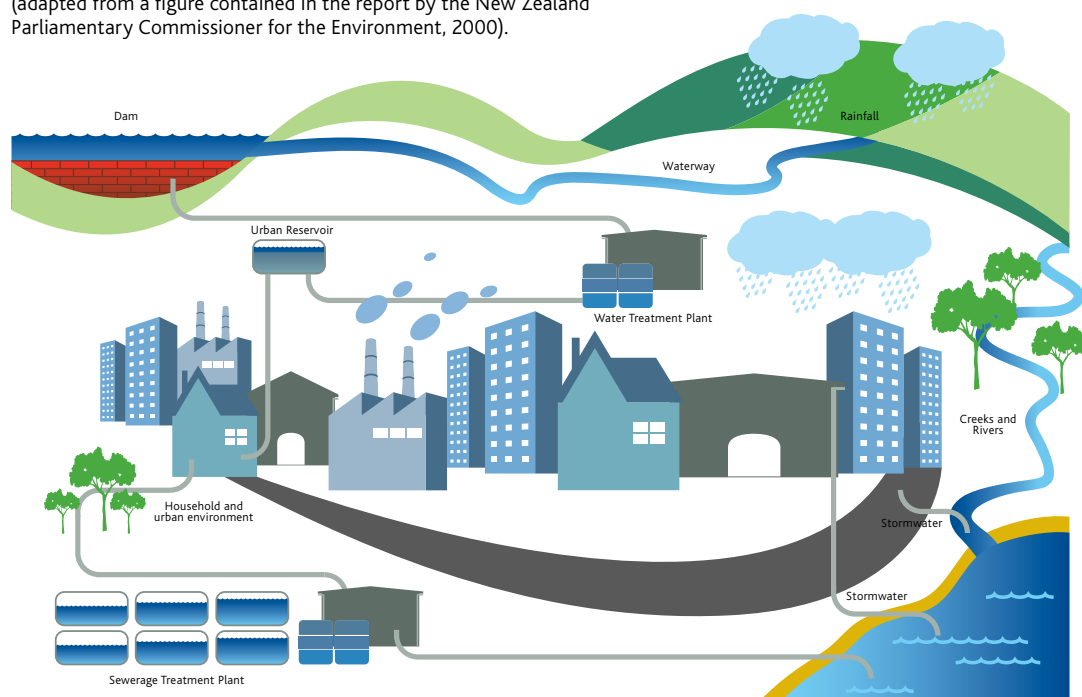 (adapted from a figure contained in the report by the New Zealand
Parliamentary Commissioner for the Environment, 2000).
Dam
Rainfall
Waterway
Urban Reservoir
Water Treatment Plant
Creeks and
Rivers
Household and
urban environment
Stormwater
Stormwater
Sewerage Treatment Plant